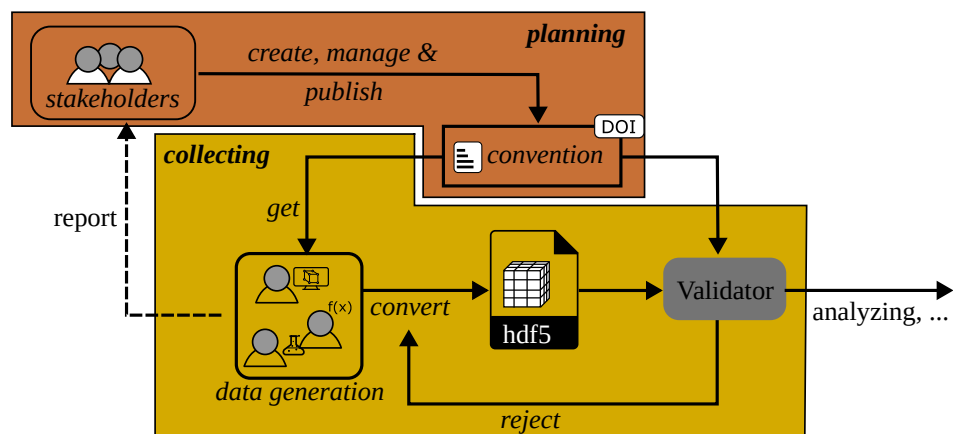 planning
create, manage &
publish
stakeholders
DOI
convention
collecting
get
report
f(x)
convert
hdf5
Validator
analyzing, ...
data generation
reject